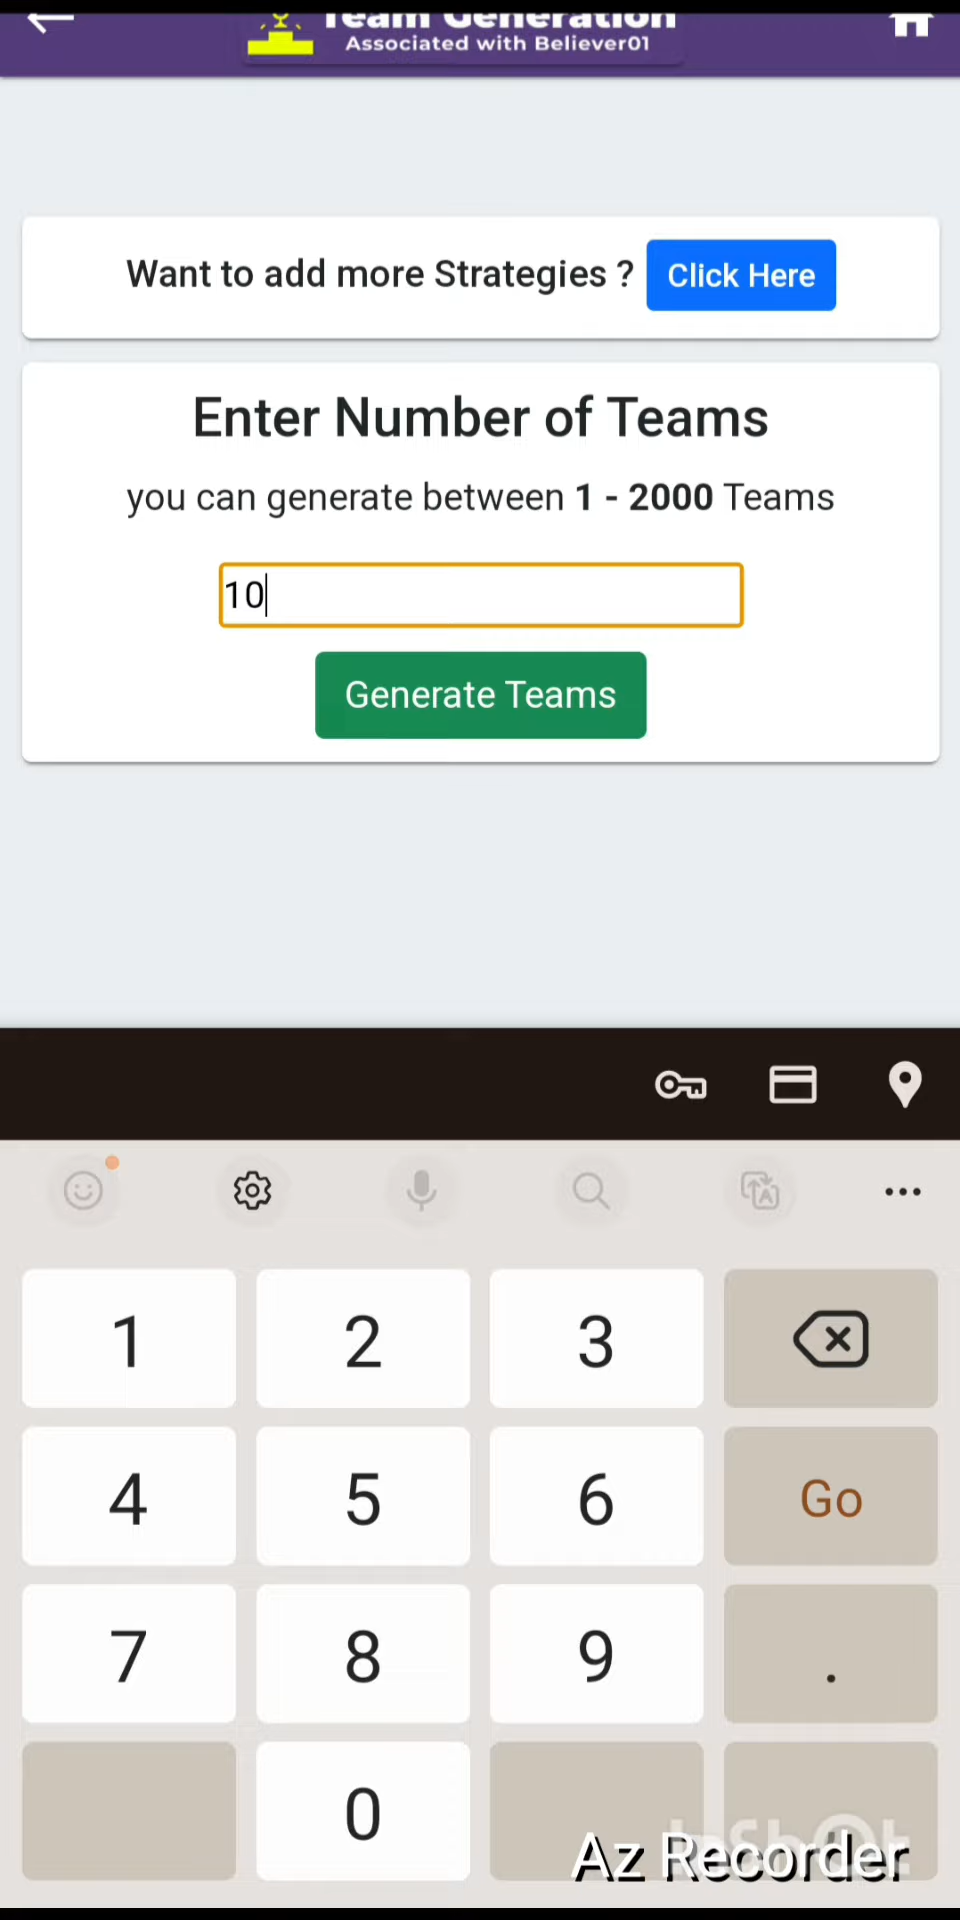 Team Generation
Associated with Believer01
Want to add more Strategies ? Click Here
Enter Number of Teams
you can generate between 1 - 2000 Teams
10
Generate Teams
1 2 3
4 5 6 Go
7 8 9 .
0
InShot
Az Recorder